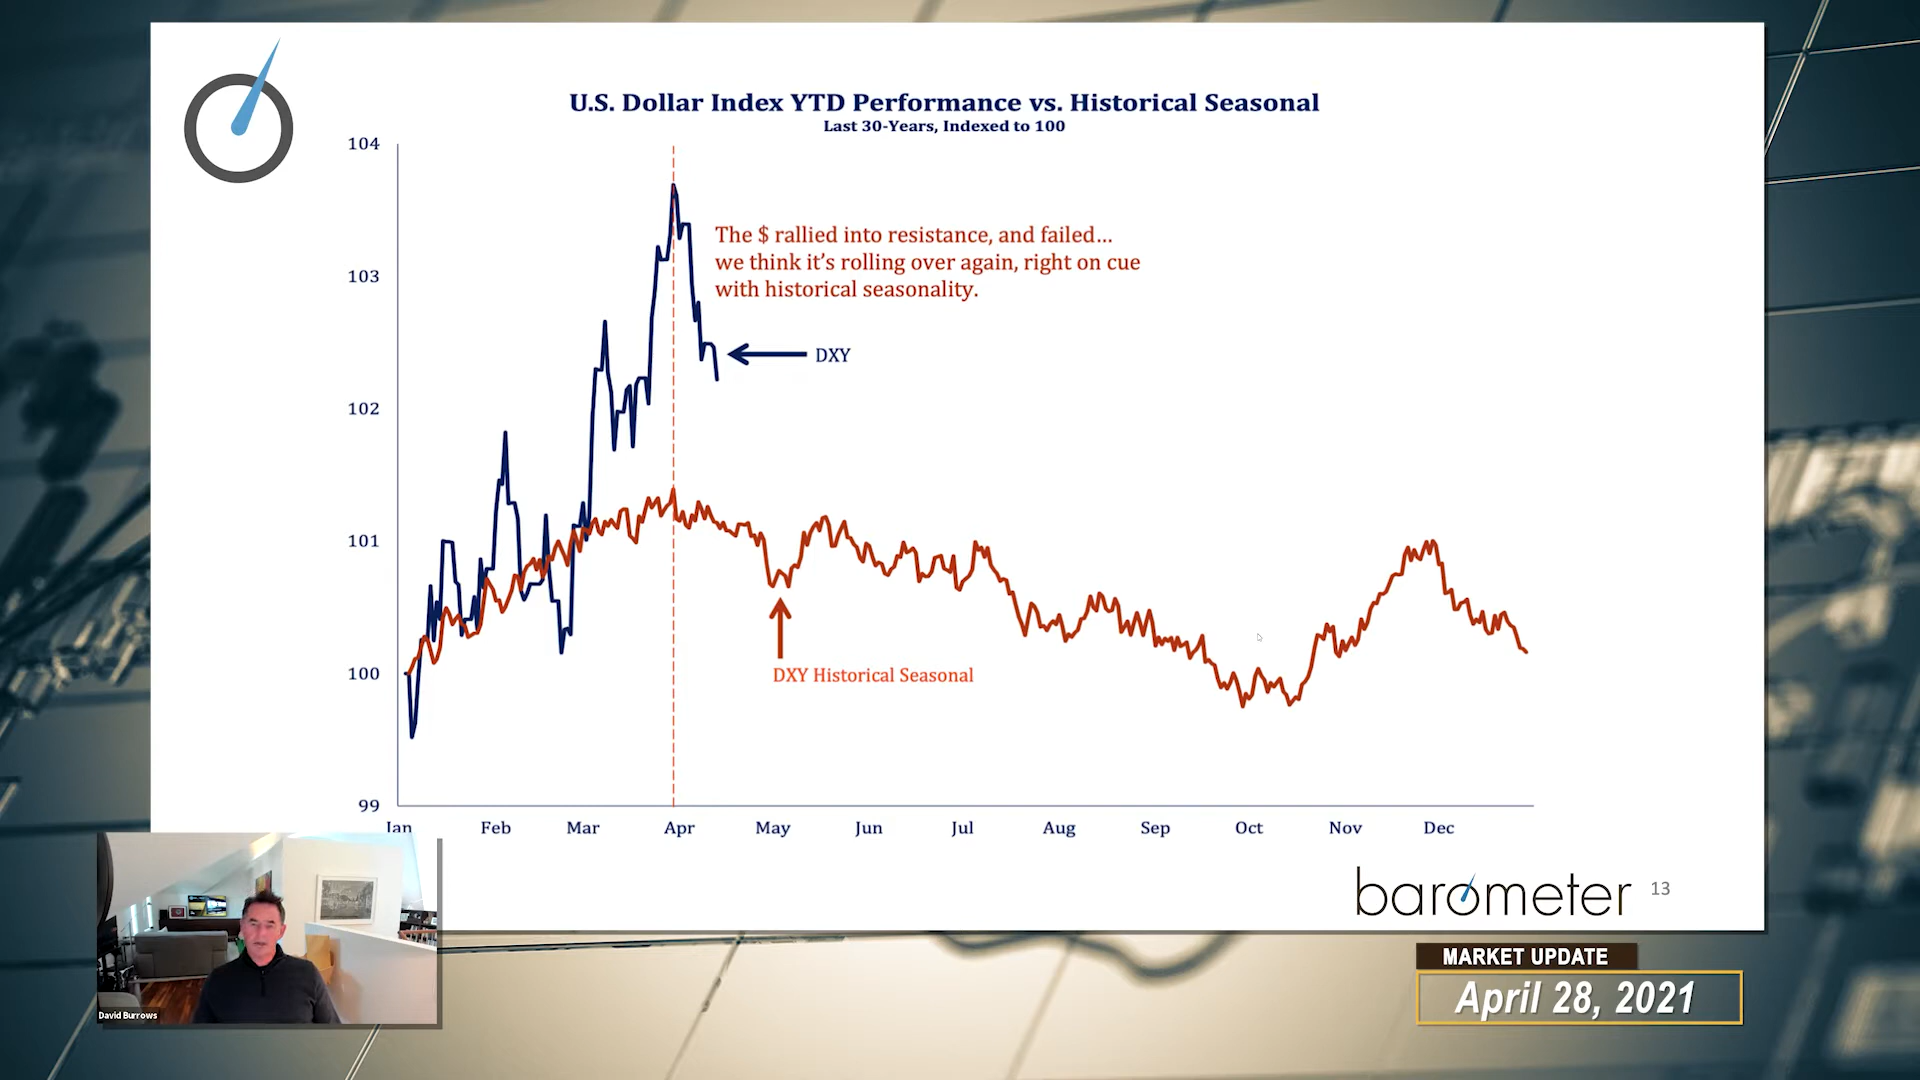 U.S. Dollar Index YTD Performance vs. Historical Seasonal
Last 30-Years, Indexed to 100
104
103
102
101
100
99
The $ rallied into resistance, and failed…
we think it’s rolling over again, right on cue
with historical seasonality.
DXY
DXY Historical Seasonal
Jan Feb Mar Apr May Jun Jul Aug Sep Oct Nov Dec
barometer 13
MARKET UPDATE
April 28, 2021
David Burrows